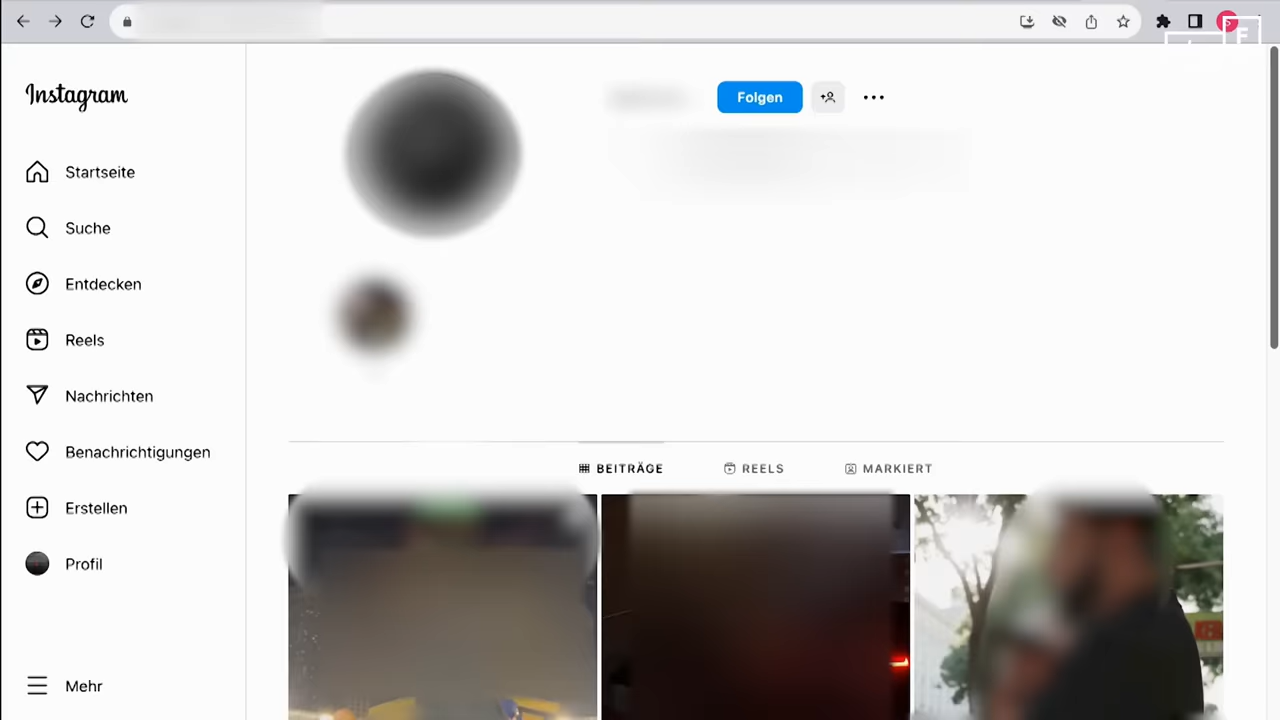 Instagram
Folgen
Startseite
Suche
Entdecken
Reels
Nachrichten
Benachrichtigungen
Erstellen
Profil
Mehr
BEITRÄGE
REELS
MARKIERT